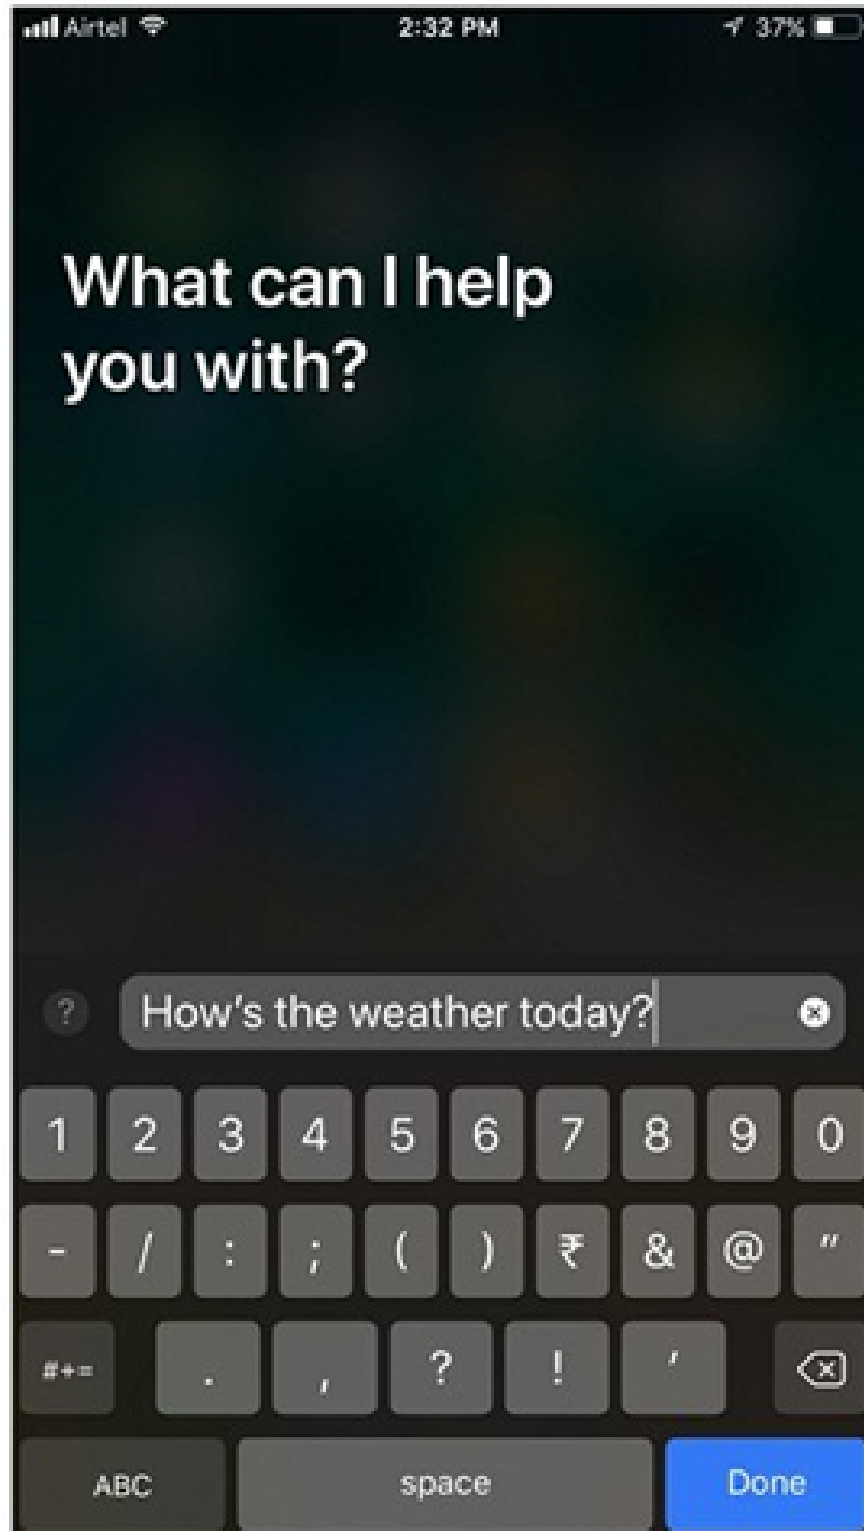 Airtel 2:32 PM 37%
What can I help
you with?
? How's the weather today?
1 2 3 4 5 6 7 8 9 0
- / : ; ( ) ₹ & @ "
#+= . , ? ! '
ABC space Done